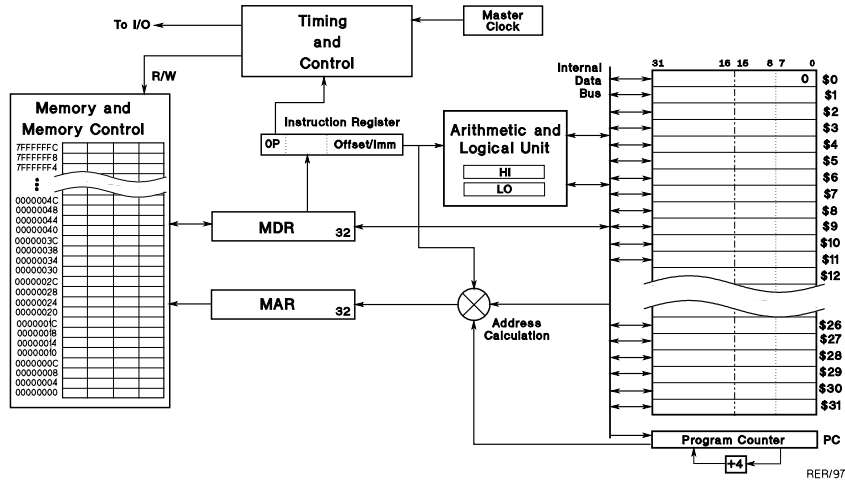 To I/O
Timing
and
Control
Master
Clock
R/W
Internal
Data
Bus
31 16 15 8 7 0
0 $0
$1
$2
$3
$4
$5
$6
$7
$8
$9
$10
$11
$12
$26
$27
$28
$29
$30
$31
Memory and
Memory Control
7FFFFFFC
7FFFFFF8
7FFFFFF4
0000004C
00000048
00000044
00000040
0000003C
00000038
00000034
00000030
0000002C
00000028
00000024
00000020
0000001C
00000018
00000014
00000010
0000000C
00000008
00000004
00000000
Instruction Register
OP Offset/Imm
Arithmetic and
Logical Unit
HI
LO
MDR 32
MAR 32
Address
Calculation
Program Counter PC
+4
RER/97